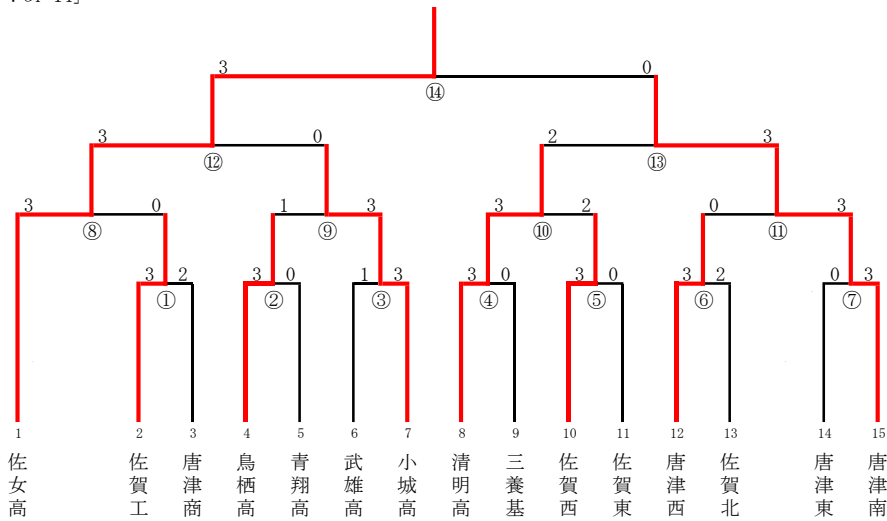 3 0
⑭
3 0 2 3
⑫ ⑬
3 0 1 3 3 2 0 3
⑧ ⑨ ⑩ ⑪
3 2 3 0 1 3 3 0 3 0 3 2 0 3
① ② ③ ④ ⑤ ⑥ ⑦
1 2 3 4 5 6 7 8 9 10 11 12 13 14 15
佐女高
佐賀工
唐津商
鳥栖高
青翔高
武雄高
小城高
清明高
三養基
佐賀西
佐賀東
唐津西
佐賀北
唐津東
唐津南